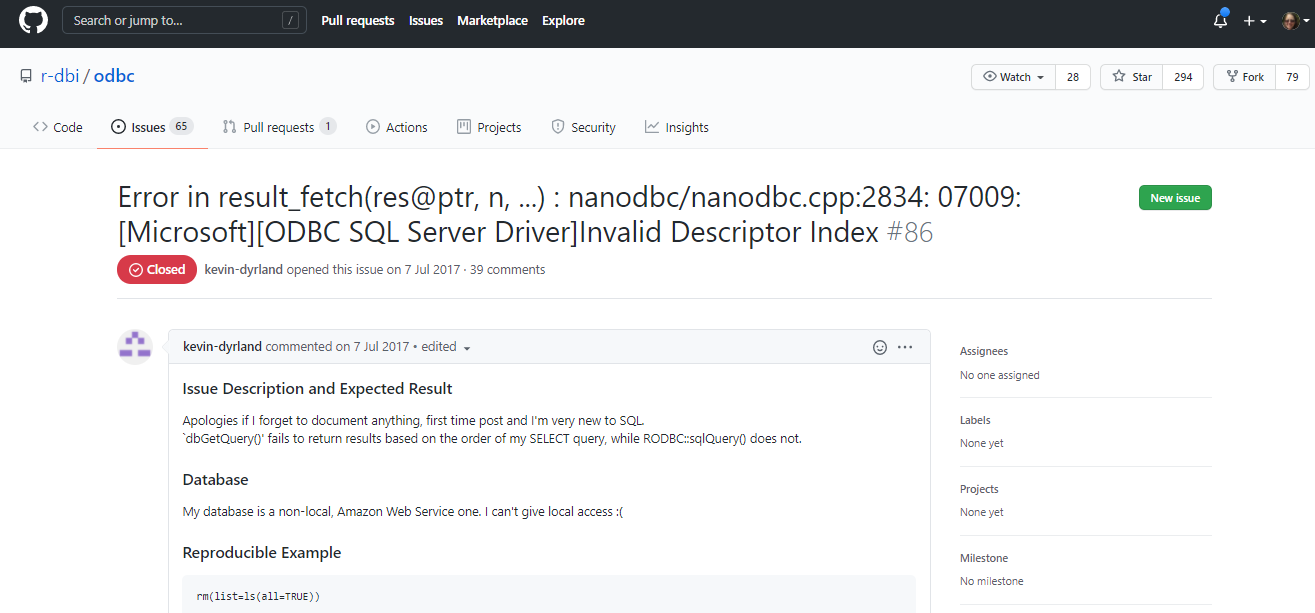 Search or jump to... /
Pull requests Issues Marketplace Explore
r-dbi / odbc
Watch 28 Star 294 Fork 79
Code Issues 65 Pull requests 1 Actions Projects Security Insights
Error in result_fetch(res@ptr, n, ...) : nanodbc/nanodbc.cpp:2834: 07009:
[Microsoft][ODBC SQL Server Driver]Invalid Descriptor Index #86
New issue
Closed kevin-dyrland opened this issue on 7 Jul 2017 · 39 comments
kevin-dyrland commented on 7 Jul 2017 • edited
Issue Description and Expected Result
Apologies if I forget to document anything, first time post and I'm very new to SQL.
`dbGetQuery()' fails to return results based on the order of my SELECT query, while RODBC::sqlQuery() does not.
Database
My database is a non-local, Amazon Web Service one. I can't give local access :(
Reproducible Example
rm(list=ls(all=TRUE))
Assignees
No one assigned
Labels
None yet
Projects
None yet
Milestone
No milestone